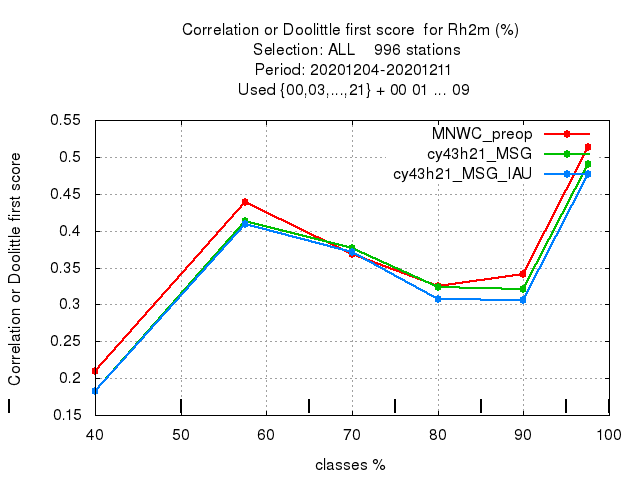 Correlation or Doolittle first score  for Rh2m (%)
Selection: ALL    996 stations
Period: 20201204-20201211
Used {00,03,...,21} + 00 01 ... 09
Correlation or Doolittle first score
0.55
0.5
0.45
0.4
0.35
0.3
0.25
0.2
0.15
MNWC_preop
cy43h21_MSG
cy43h21_MSG_IAU
40 50 60 70 80 90 100
classes %